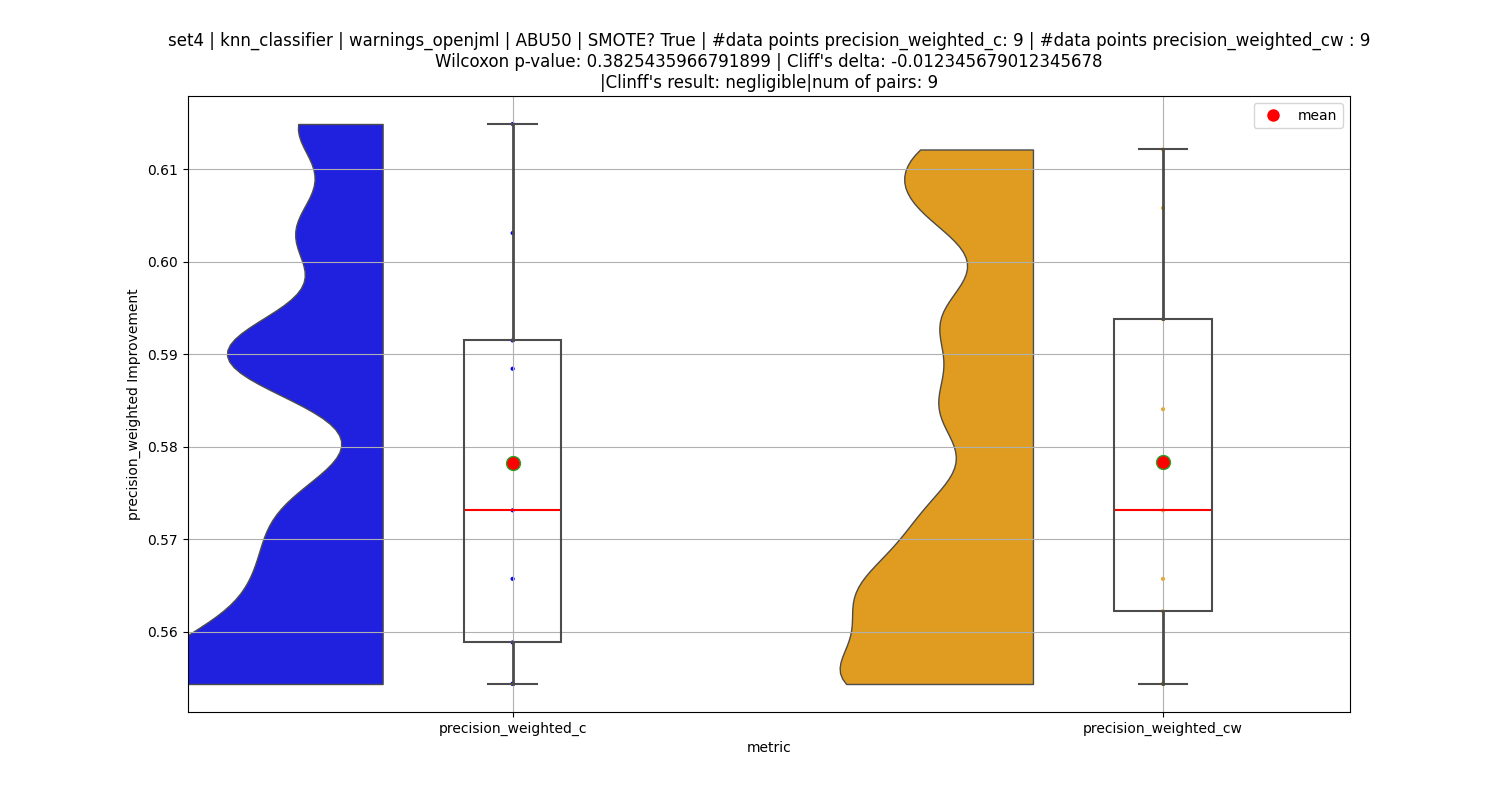 set4 | knn_classifier | warnings_openjml | ABU50 | SMOTE? True | #data points precision_weighted_c: 9 | #data points precision_weighted_cw : 9
Wilcoxon p-value: 0.3825435966791899 | Cliff's delta: -0.012345679012345678
|Clinff's result: negligible|num of pairs: 9
mean
0.61
0.60
0.59
0.58
0.57
0.56
precision_weighted Improvement
precision_weighted_c
precision_weighted_cw
metric